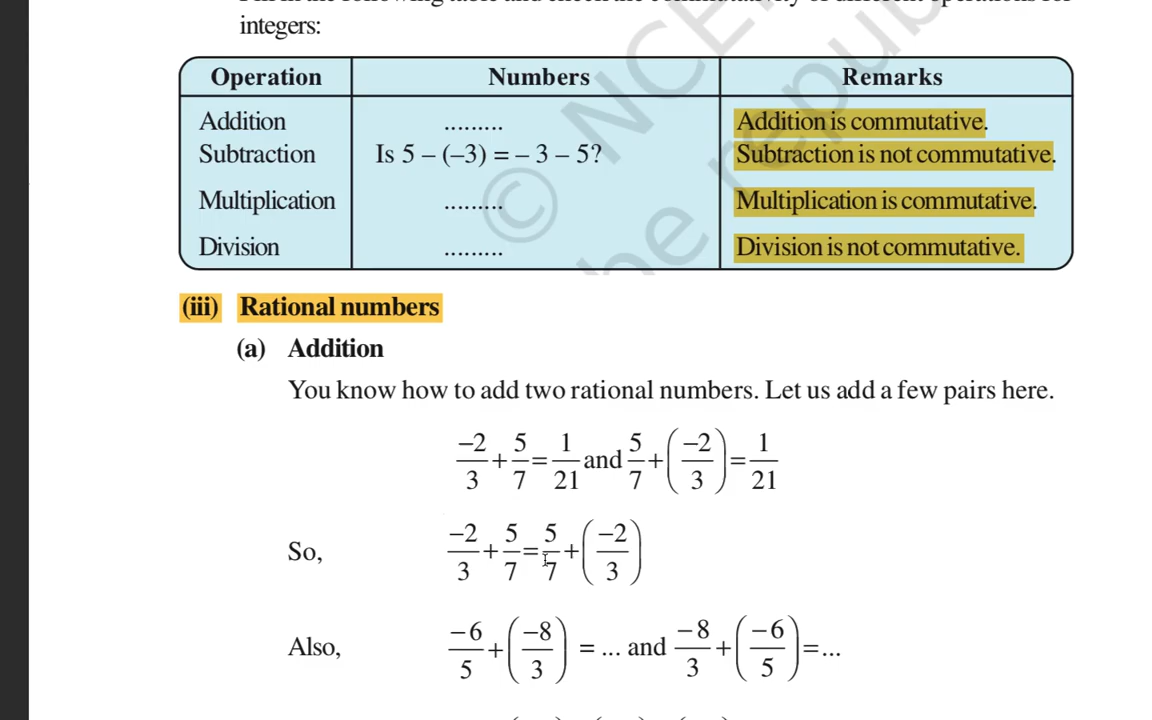 integers:
Operation Numbers Remarks
Addition ......... Addition is commutative.
Subtraction Is 5 – (–3) = – 3 – 5? Subtraction is not commutative.
Multiplication ......... Multiplication is commutative.
Division ......... Division is not commutative.
(iii) Rational numbers
(a) Addition
You know how to add two rational numbers. Let us add a few pairs here.
−2/3 + 5/7 = 1/21 and 5/7 + (−2/3) = 1/21
So, −2/3 + 5/7 = 5/7 + (−2/3)
Also, −6/5 + (−8/3) = ... and −8/3 + (−6/5) = ...